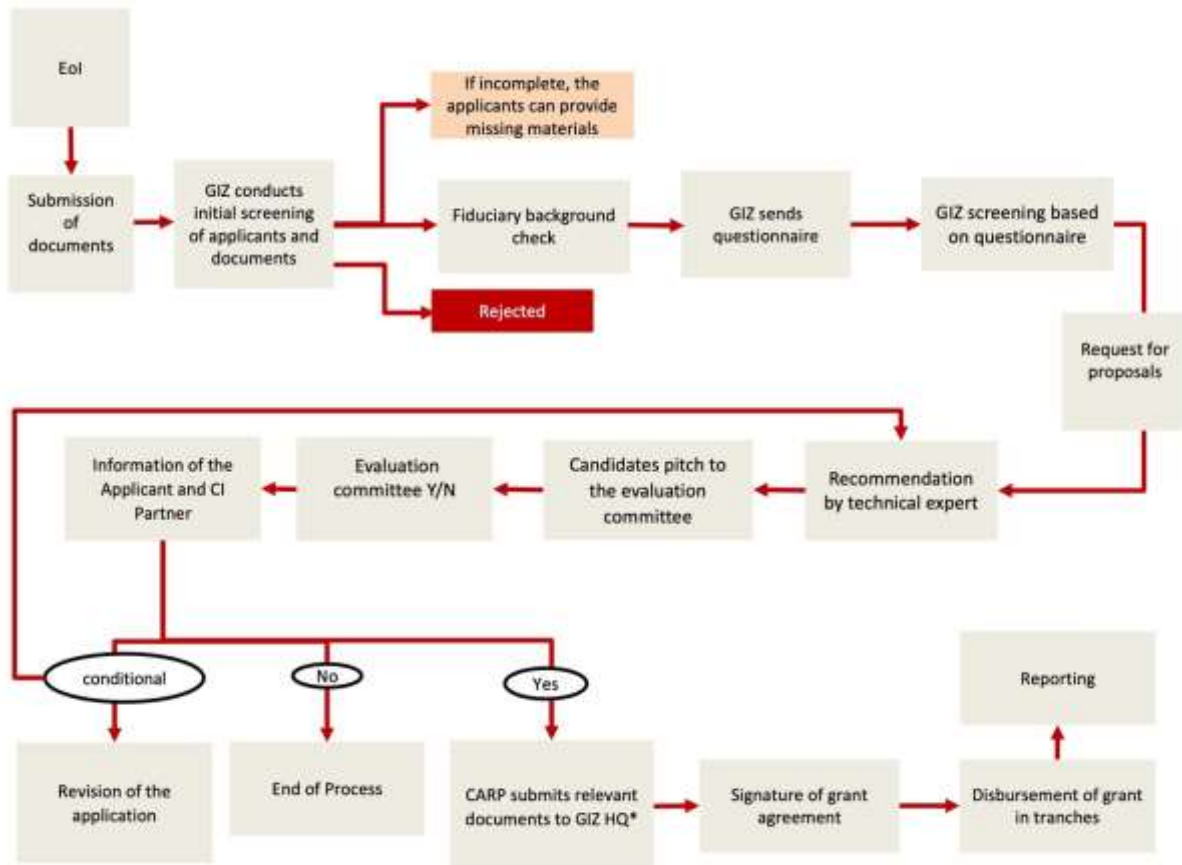 EoI
If incomplete, the
applicants can provide
missing materials
Submission
of
documents
GIZ conducts
initial screening
of applicants and
documents
Fiduciary background
check
GIZ sends
questionnaire
GIZ screening based
on questionnaire
Rejected
Request for
proposals
Information of the
Applicant and CI
Partner
Evaluation
committee Y/N
Candidates pitch to
the evaluation
committee
Recommendation
by technical expert
conditional
No
Yes
Reporting
Revision of the
application
End of Process
CARP submits relevant
documents to GIZ HQ*
Signature of grant
agreement
Disbursement of grant
in tranches